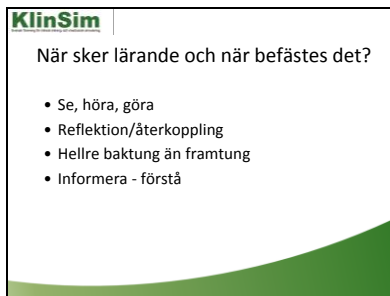 KlinSim
När sker lärande och när befästes det?
• Se, höra, göra
• Reflektion/återkoppling
• Hellre baktung än framtung
• Informera - förstå